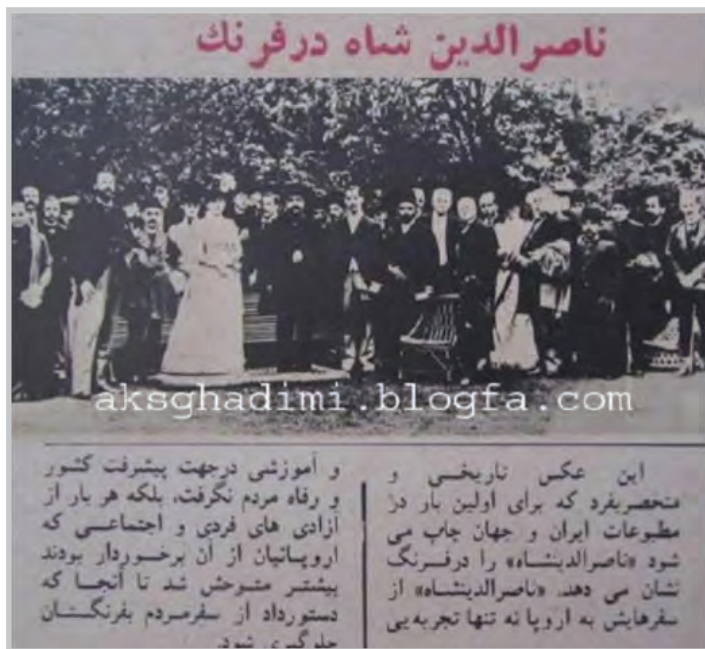 ناصرالدین شاه درفرنك
aksghadimi.blogfa.com
این عکس تاریخی و
منحصربفرد که برای اولین بار در
مطبوعات ایران و جهان چاپ می
شود «ناصرالدینشاه» را درفرنگ
نشان می دهد. «ناصرالدینشاه» از
سفرهایش به اروپا نه تنها تجربه‌یی
و آموزشی درجهت پیشرفت کشور
و رفاه مردم نگرفت، بلکه هر بار از
آزادی های فردی و اجتماعی که
اروپائیان از آن برخوردار بودند
بیشتر متوحش شد تا آنجا که
دستورداد از سفرمردم بفرنگستان
جلوگیری شود.